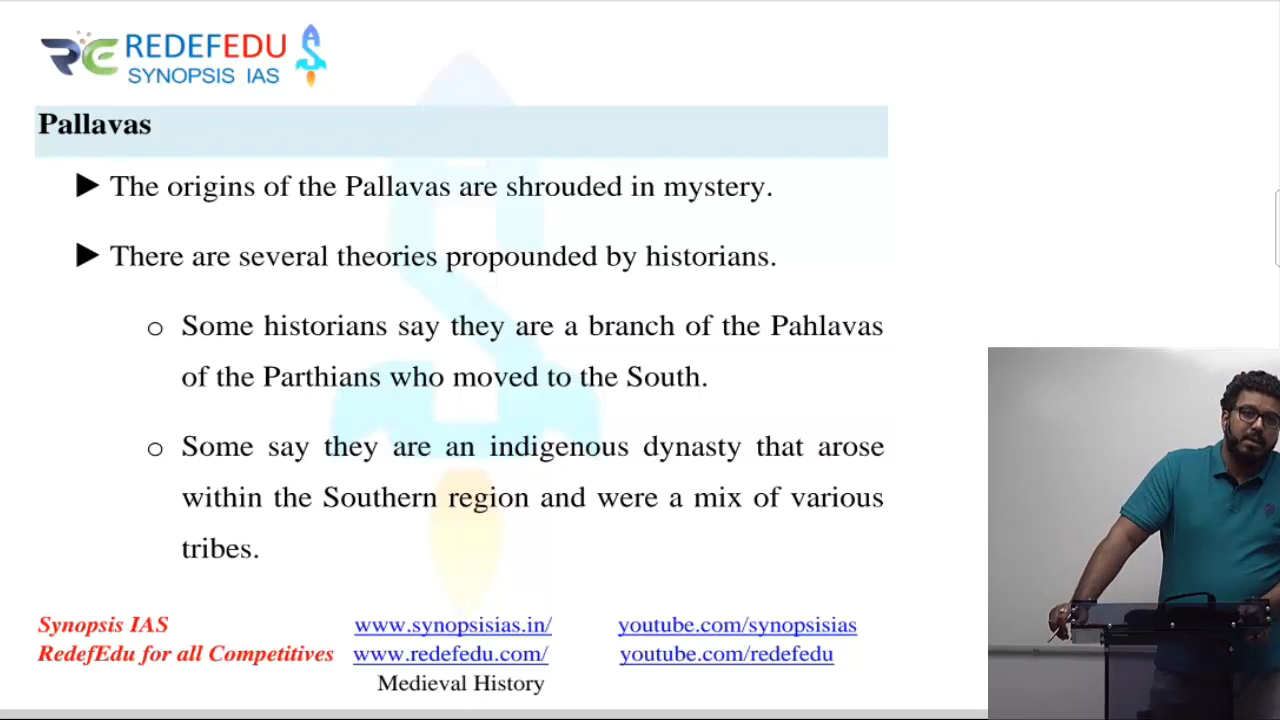 REDEFEDU
SYNOPSIS IAS
Pallavas
The origins of the Pallavas are shrouded in mystery.
There are several theories propounded by historians.
Some historians say they are a branch of the Pahlavas
of the Parthians who moved to the South.
Some say they are an indigenous dynasty that arose
within the Southern region and were a mix of various
tribes.
Synopsis IAS www.synopsisias.in/ youtube.com/synopsisias
RedefEdu for all Competitives www.redefedu.com/ youtube.com/redefedu
Medieval History